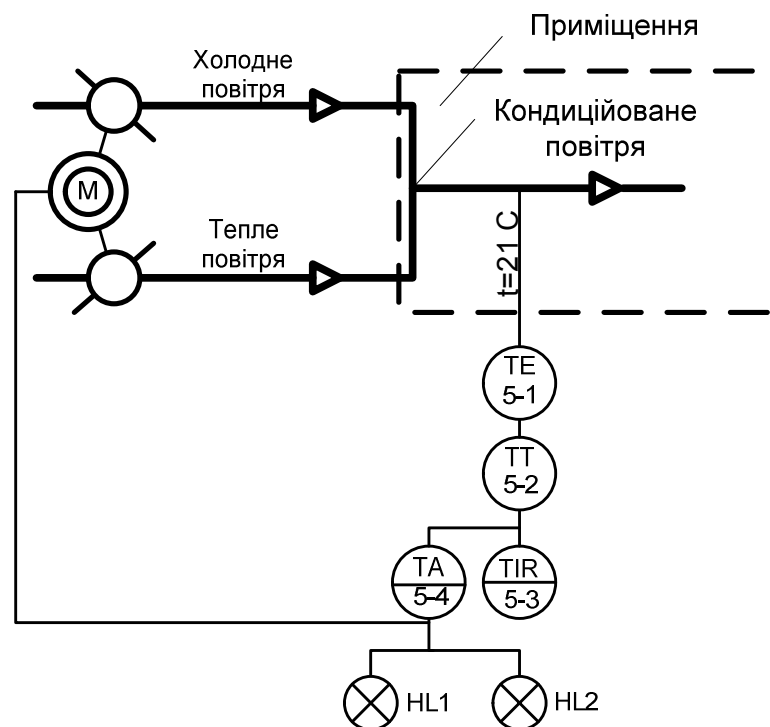 Приміщення
Холодне
повітря
Кондиційоване
повітря
М
Тепле
повітря
t=21 C
TE
5-1
TT
5-2
TA
5-4
TIR
5-3
HL1
HL2